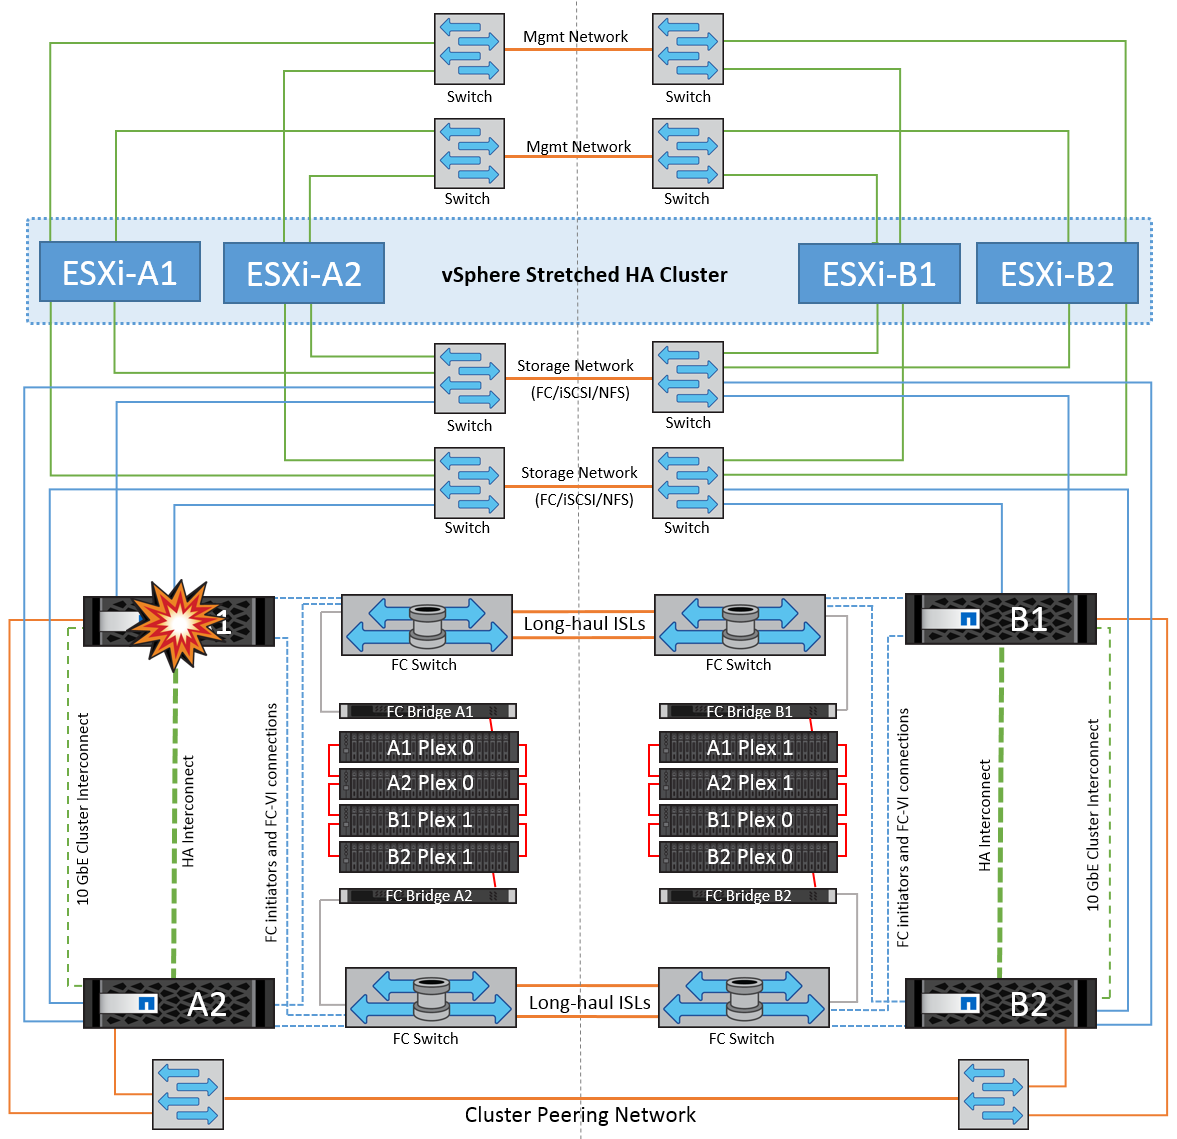 Mgmt Network
Switch
Switch
Mgmt Network
Switch
Switch
ESXi-A1
ESXi-A2
vSphere Stretched HA Cluster
ESXi-B1
ESXi-B2
Storage Network
(FC/iSCSI/NFS)
Switch
Switch
Storage Network
(FC/iSCSI/NFS)
Switch
Switch
1
B1
Long-haul ISLs
FC Switch
FC Switch
10 GbE Cluster Interconnect
HA Interconnect
FC initiators and FC-VI connections
FC Bridge A1
A1 Plex 0
A2 Plex 0
B1 Plex 1
B2 Plex 1
FC Bridge A2
FC Bridge B1
A1 Plex 1
A2 Plex 1
B1 Plex 0
B2 Plex 0
FC Bridge B2
FC initiators and FC-VI connections
HA Interconnect
10 GbE Cluster Interconnect
A2
B2
Long-haul ISLs
FC Switch
FC Switch
Cluster Peering Network